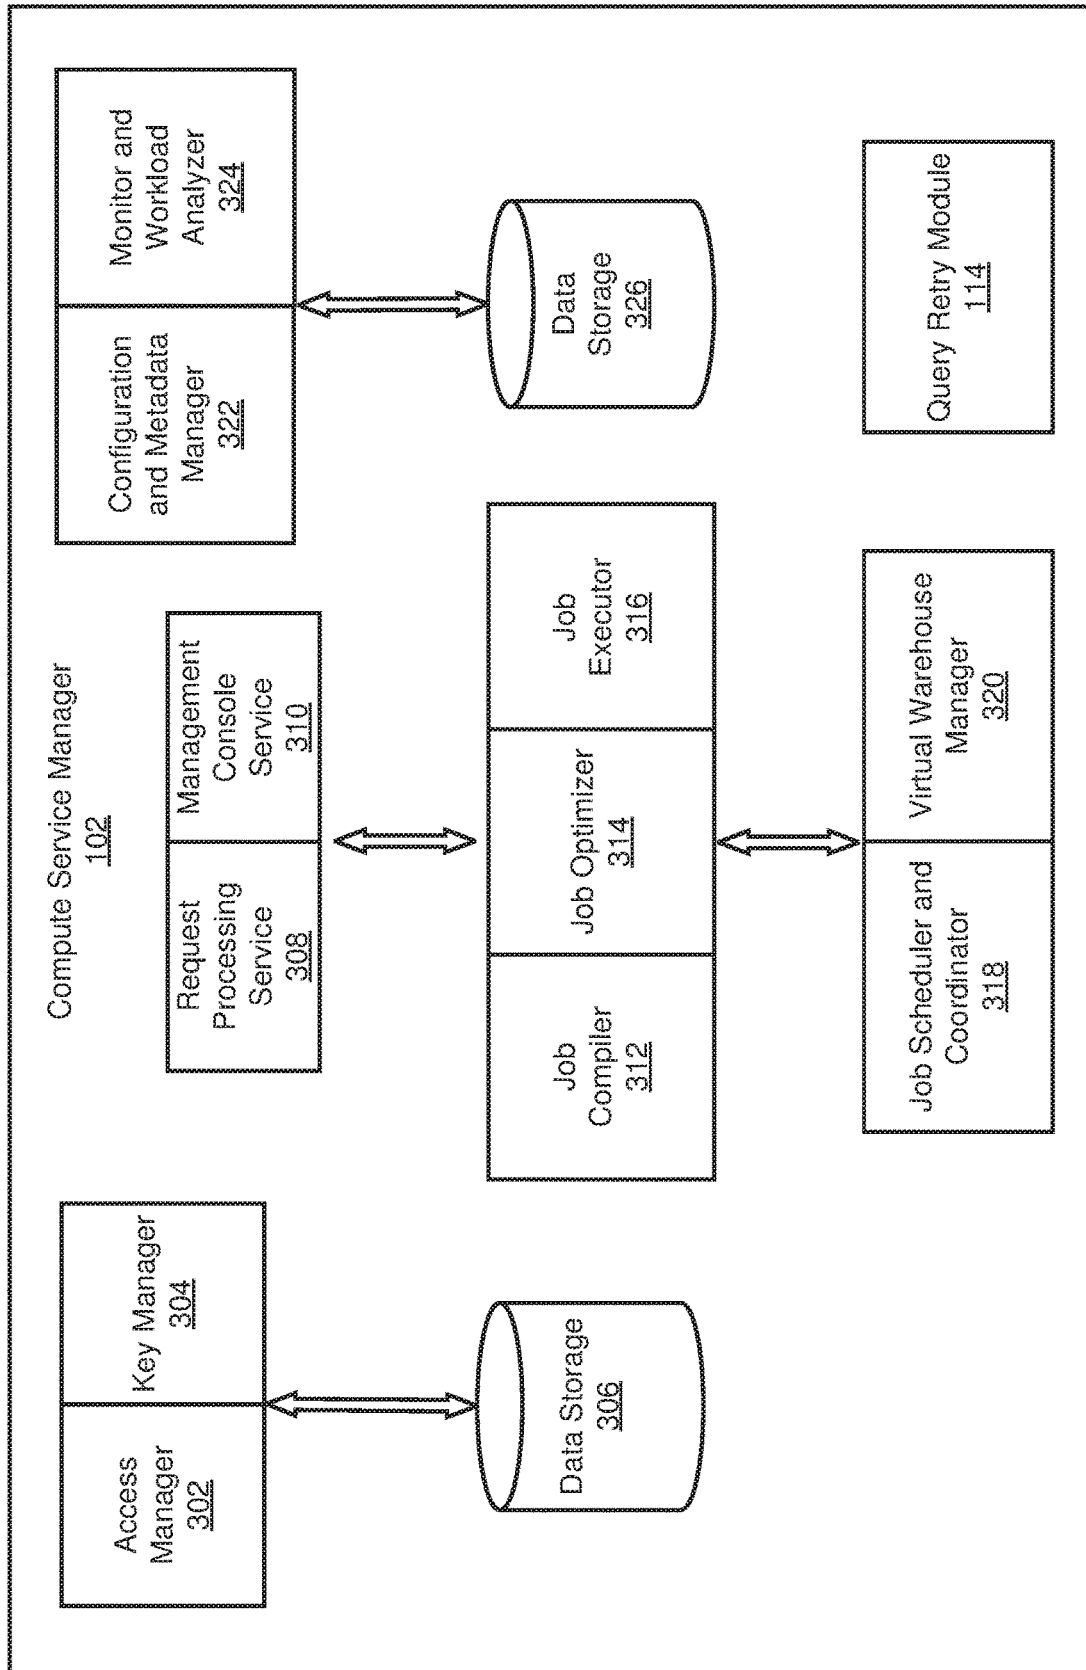 Compute Service Manager
102
Access
Manager
302
Key Manager
304
Data Storage
306
Request
Processing
Service
308
Management
Console
Service
310
Job
Compiler
312
Job Optimizer
314
Job
Executor
316
Job Scheduler and
Coordinator
318
Virtual Warehouse
Manager
320
Configuration
and Metadata
Manager
322
Monitor and
Workload
Analyzer
324
Data
Storage
326
Query Retry Module
114